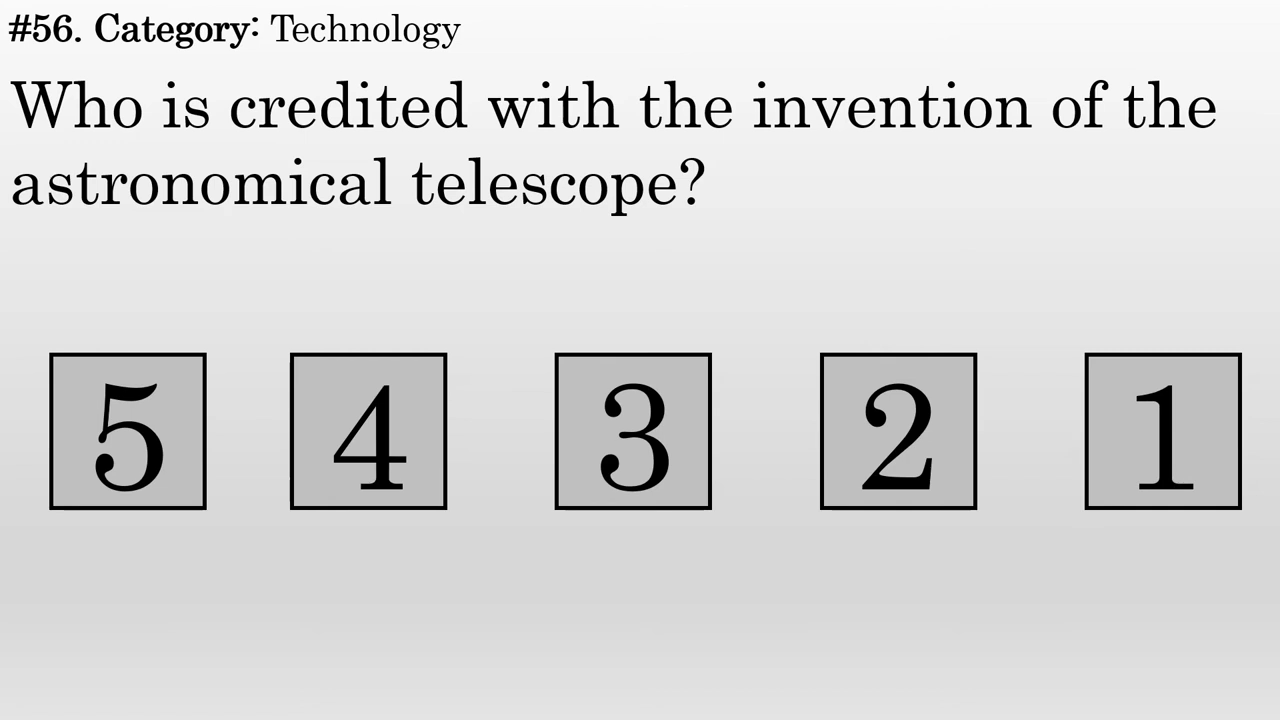 #56. Category: Technology
Who is credited with the invention of the
astronomical telescope?
5 4 3 2 1